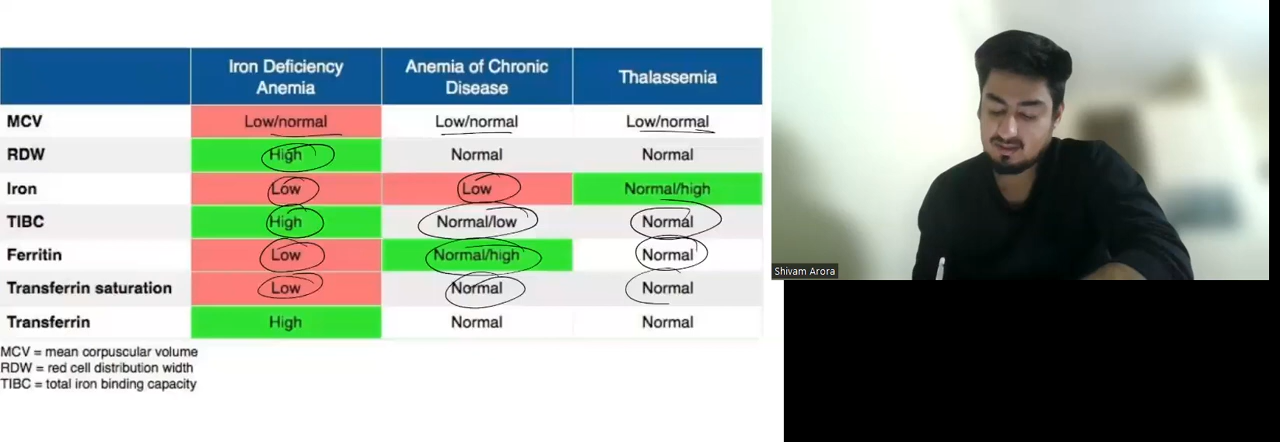 Iron Deficiency Anemia Anemia of Chronic Disease Thalassemia
MCV Low/normal Low/normal Low/normal
RDW High Normal Normal
Iron Low Low Normal/high
TIBC High Normal/low Normal
Ferritin Low Normal/high Normal
Transferrin saturation Low Normal Normal
Transferrin High Normal Normal
MCV = mean corpuscular volume
RDW = red cell distribution width
TIBC = total iron binding capacity
Shivam Arora